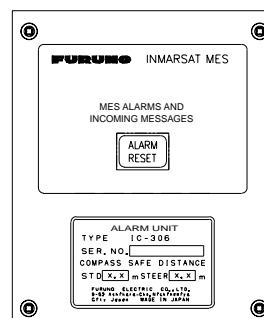 FURUNO INMARSAT MES
MES ALARMS AND
INCOMING MESSAGES
ALARM
RESET
ALARM UNIT
TYPE IC-306
SER. NO.
COMPASS SAFE DISTANCE
STD X.X m STEER X.X m
FURUNO ELECTRIC CO., LTD.
MADE IN JAPAN